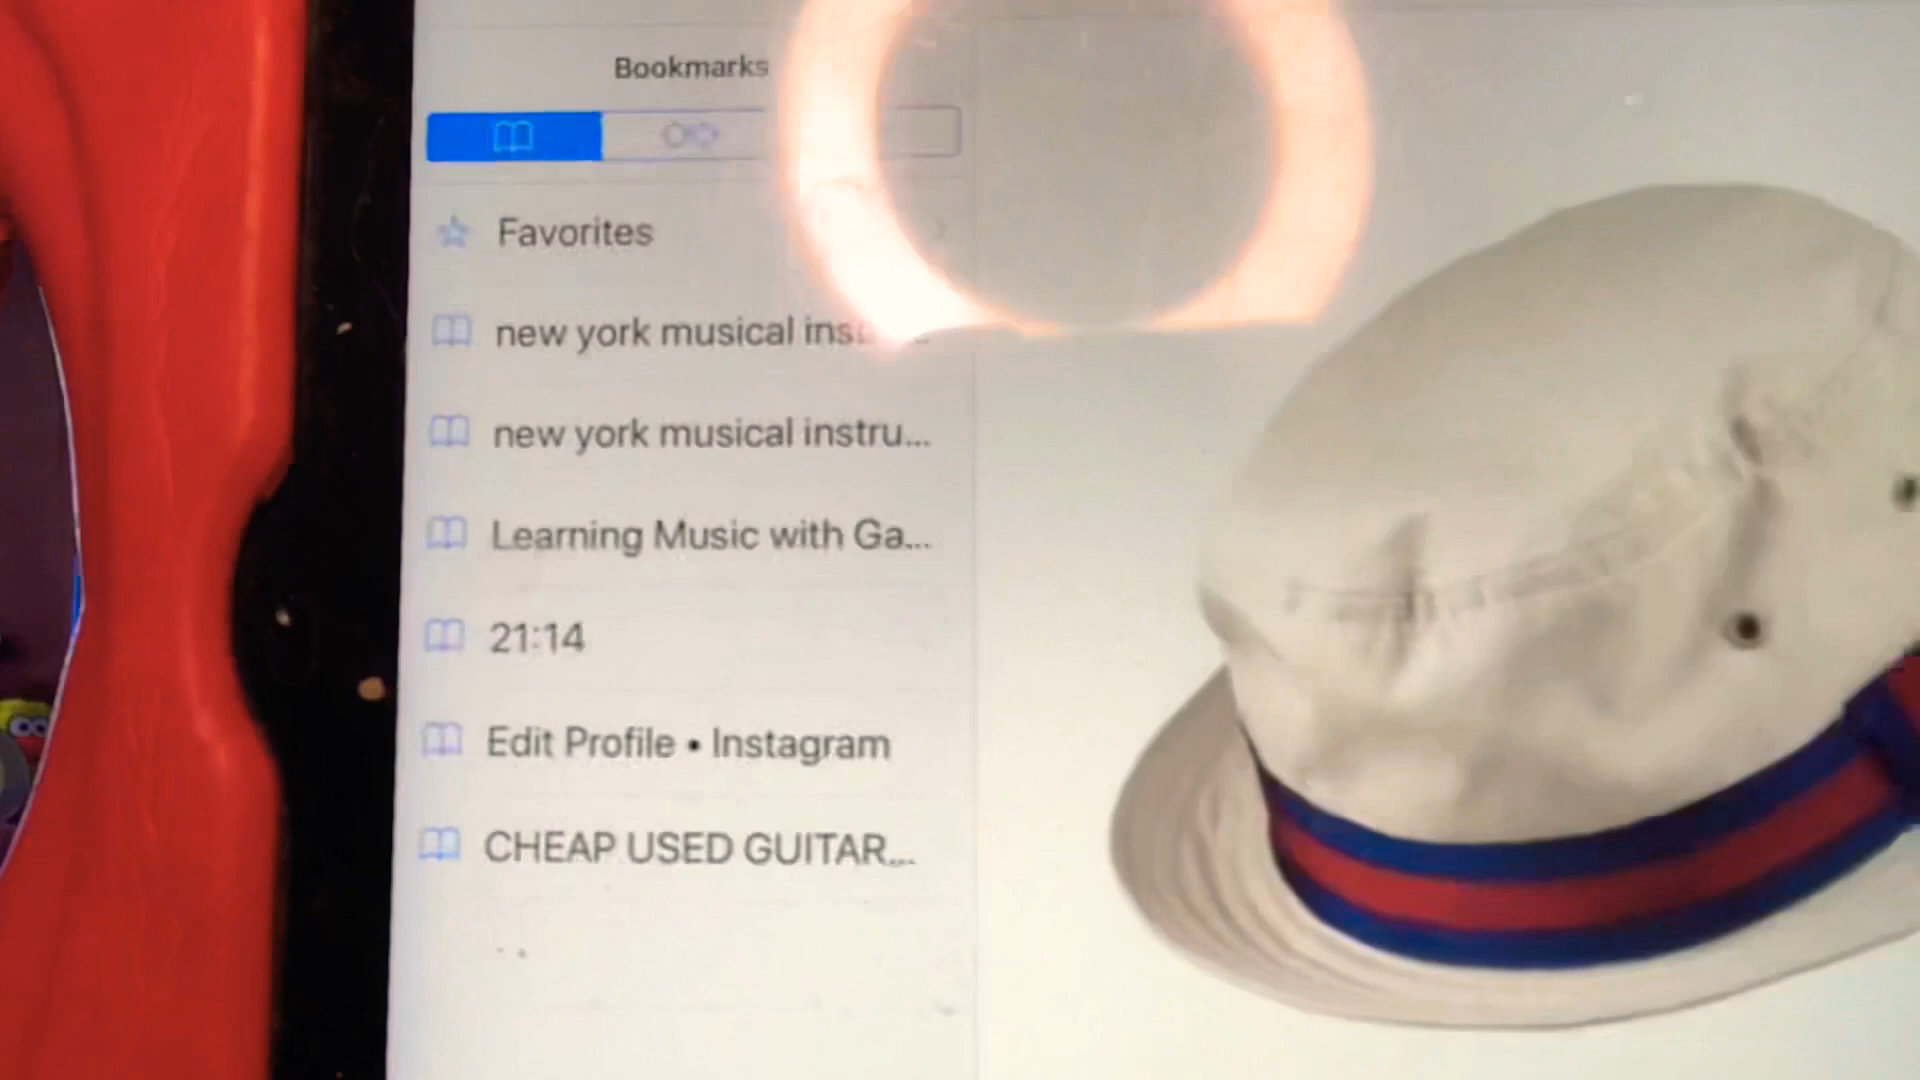 Bookmarks
Favorites
new york musical ins
new york musical instru...
Learning Music with Ga...
21:14
Edit Profile • Instagram
CHEAP USED GUITAR...